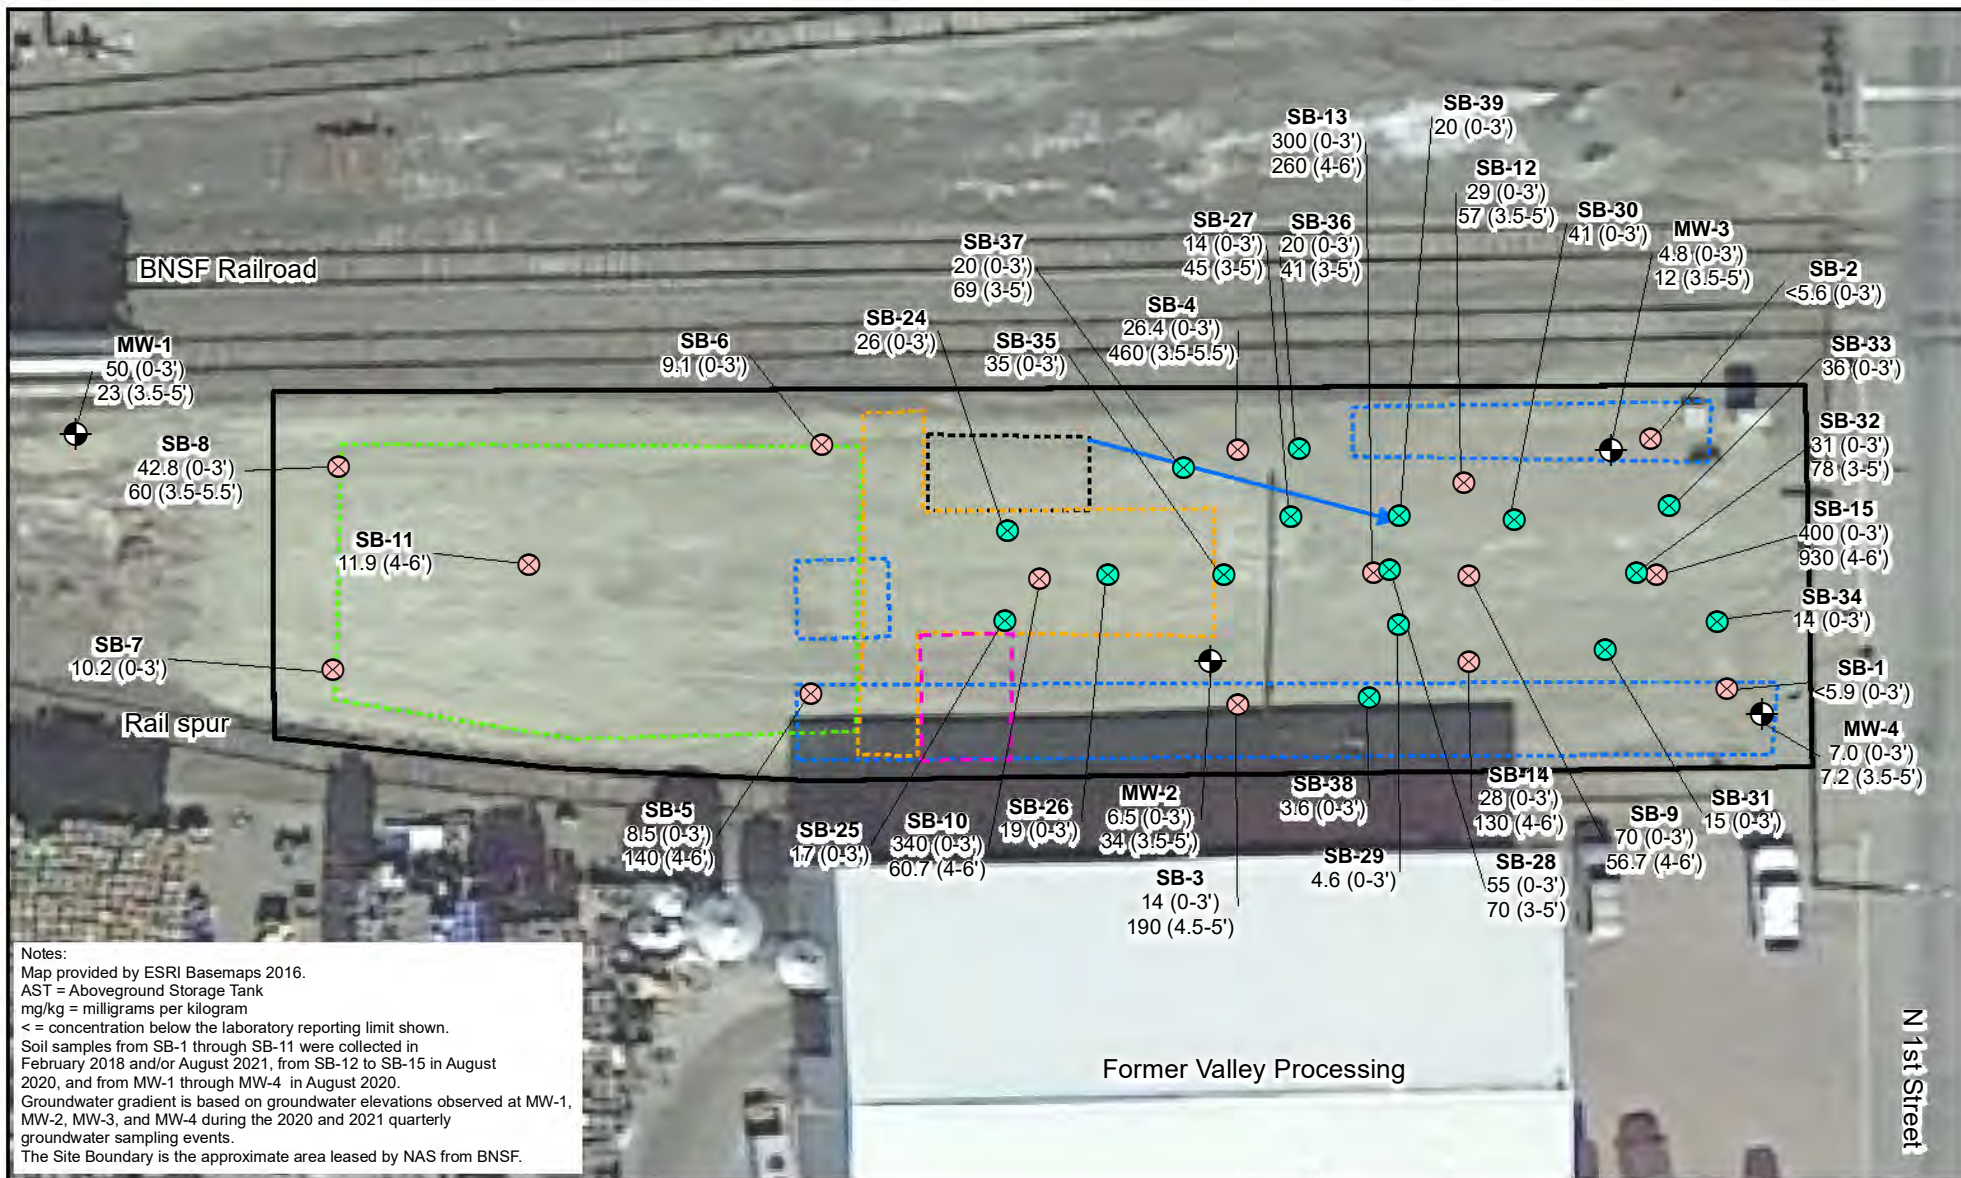 SB-39
20 (0-3')
SB-13
300 (0-3')
260 (4-6')
SB-12
29 (0-3')
57 (3.5-5')
SB-30
41 (0-3')
MW-3
4.8 (0-3')
12 (3.5-5')
SB-27
14 (0-3')
45 (3-5')
SB-36
20 (0-3')
41 (3-5')
SB-37
20 (0-3')
69 (3-5')
SB-2
<5.6 (0-3')
BNSF Railroad
SB-4
26.4 (0-3')
460 (3.5-5.5')
SB-24
26 (0-3')
SB-35
35 (0-3')
SB-6
9.1 (0-3')
MW-1
50 (0-3')
23 (3.5-5')
SB-33
36 (0-3')
SB-32
31 (0-3')
78 (3-5')
SB-8
42.8 (0-3')
60 (3.5-5.5')
SB-15
400 (0-3')
930 (4-6')
SB-11
11.9 (4-6')
SB-34
14 (0-3')
SB-7
10.2 (0-3')
SB-1
<5.9 (0-3')
Rail spur
MW-4
7.0 (0-3')
7.2 (3.5-5')
SB-5
8.5 (0-3')
140 (4-6')
SB-25
17 (0-3')
SB-10
340 (0-3')
60.7 (4-6')
SB-26
19 (0-3')
MW-2
6.5 (0-3')
34 (3.5-5')
SB-38
3.6 (0-3')
SB-14
28 (0-3')
130 (4-6')
SB-9
70 (0-3')
56.7 (4-6')
SB-31
15 (0-3')
SB-3
14 (0-3')
190 (4.5-5')
SB-29
4.6 (0-3')
SB-28
55 (0-3')
70 (3-5')
Former Valley Processing
N 1st Street
Notes:
Map provided by ESRI Basemaps 2016.
AST = Aboveground Storage Tank
mg/kg = milligrams per kilogram
< = concentration below the laboratory reporting limit shown.
Soil samples from SB-1 through SB-11 were collected in
February 2018 and/or August 2021, from SB-12 to SB-15 in August
2020, and from MW-1 through MW-4 in August 2020.
Groundwater gradient is based on groundwater elevations observed at MW-1,
MW-2, MW-3, and MW-4 during the 2020 and 2021 quarterly
groundwater sampling events.
The Site Boundary is the approximate area leased by NAS from BNSF.